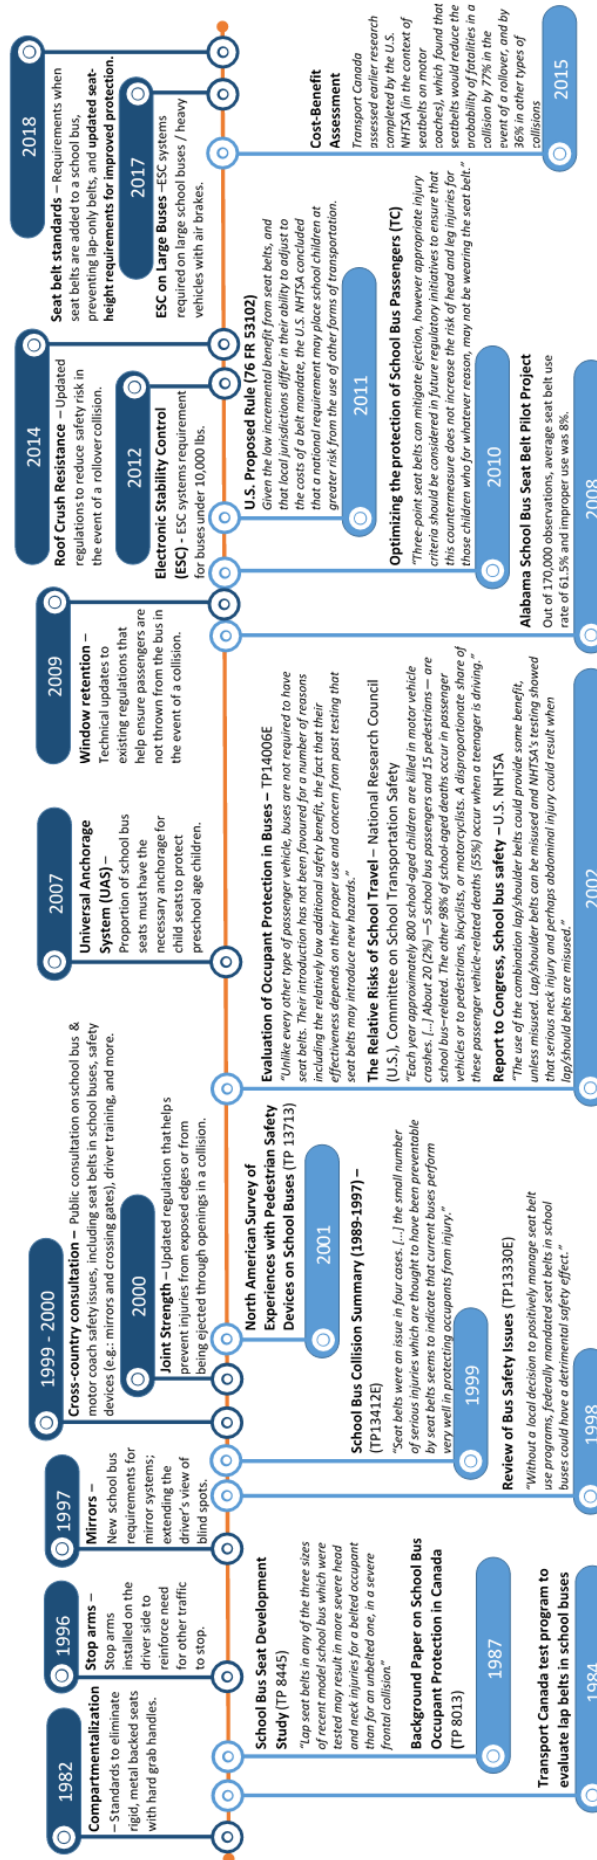 1982
Compartmentalization
– Standards to eliminate
rigid, metal backed seats
with hard grab handles.
1996
Stop arms –
Stop arms
installed on the
driver side to
reinforce need
for other traffic
to stop.
1997
Mirrors –
New school bus
requirements for
mirror systems;
extending the
driver's view of
blind spots.
1999 - 2000
Cross-country consultation – Public consultation on school bus &
motor coach safety issues, including seat belts in school buses, safety
devices (e.g.: mirrors and crossing gates), driver training, and more.
2000
Joint Strength – Updated regulation that helps
prevent injuries from exposed edges or from
being ejected through openings in a collision.
2007
Universal Anchorage
System (UAS) –
Proportion of school bus
seats must have the
necessary anchorage for
child seats to protect
preschool age children.
2009
Window retention –
Technical updates to
existing regulations that
help ensure passengers are
not thrown from the bus in
the event of a collision.
2014
Roof Crush Resistance – Updated
regulations to reduce safety risk in
the event of a rollover collision.
2012
Electronic Stability Control
(ESC) - ESC systems requirement
for buses under 10,000 lbs.
2018
Seat belt standards – Requirements when
seat belts are added to a school bus,
preventing lap-only belts, and updated seat-
height requirements for improved protection.
2017
ESC on Large Buses –ESC systems
required on large school buses / heavy
vehicles with air brakes.
School Bus Seat Development
Study (TP 8445)
"Lap seat belts in any of the three sizes
of recent model school bus which were
tested may result in more severe head
and neck injuries for a belted occupant
than for an unbelted one, in a severe
frontal collision."
Background Paper on School Bus
Occupant Protection in Canada
(TP 8013)
1987
Transport Canada test program to
evaluate lap belts in school buses
1984
North American Survey of
Experiences with Pedestrian Safety
Devices on School Buses (TP 13713)
2001
School Bus Collision Summary (1989-1997) –
(TP13412E)
"Seat belts were an issue in four cases. [...] the small number
of serious injuries which are thought to have been preventable
by seat belts seems to indicate that current buses perform
very well in protecting occupants from injury."
1999
Review of Bus Safety Issues (TP13330E)
"Without a local decision to positively manage seat belt
use programs, federally mandated seat belts in school
buses could have a detrimental safety effect."
1998
Evaluation of Occupant Protection in Buses – TP14006E
"Unlike every other type of passenger vehicle, buses are not required to have
seat belts. Their introduction has not been favoured for a number of reasons
including the relatively low additional safety benefit, the fact that their
effectiveness depends on their proper use and concern from past testing that
seat belts may introduce new hazards."
The Relative Risks of School Travel – National Research Council
(U.S.), Committee on School Transportation Safety
"Each year approximately 800 school-aged children are killed in motor vehicle
crashes. [...] About 20 (2%) —5 school bus passengers and 15 pedestrians — are
school bus–related. The other 98% of school-aged deaths occur in passenger
vehicles or to pedestrians, bicyclists, or motorcyclists. A disproportionate share of
these passenger vehicle-related deaths (55%) occur when a teenager is driving."
Report to Congress, School bus safety – U.S. NHTSA
"The use of the combination lap/shoulder belts could provide some benefit,
unless misused. Lap/shoulder belts can be misused and NHTSA's testing showed
that serious neck injury and perhaps abdominal injury could result when
lap/should belts are misused."
2002
U.S. Proposed Rule (76 FR 53102)
Given the low incremental benefit from seat belts, and
that local jurisdictions differ in their ability to adjust to
the costs of a belt mandate, the U.S. NHTSA concluded
that a national requirement may place school children at
greater risk from the use of other forms of transportation.
2011
Optimizing the protection of School Bus Passengers (TC)
"Three-point seat belts can mitigate ejection, however appropriate injury
criteria should be considered in future regulatory initiatives to ensure that
this countermeasure does not increase the risk of head and leg injuries for
those children who for whatever reason, may not be wearing the seat belt."
2010
Alabama School Bus Seat Belt Pilot Project
Out of 170,000 observations, average seat belt use
rate of 61.5% and improper use was 8%.
2008
Cost-Benefit
Assessment
Transport Canada
assessed earlier research
completed by the U.S.
NHTSA (in the context of
seatbelts on motor
coaches), which found that
seatbelts would reduce the
probability of fatalities in a
collision by 77% in the
event of a rollover, and by
36% in other types of
collisions
2015